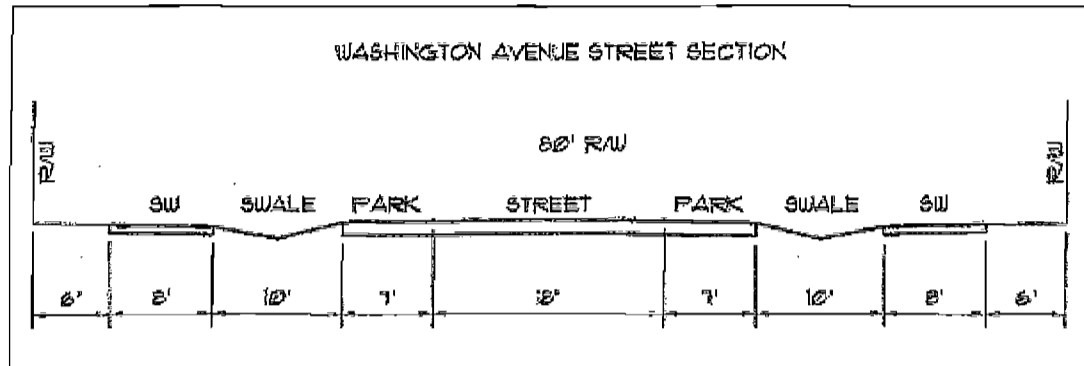 WASHINGTON AVENUE STREET SECTION
80' R/W
R/W
R/W
SW SWALE PARK STREET PARK SWALE SW
6' 8' 10' 7' 18' 7' 10' 8' 6'